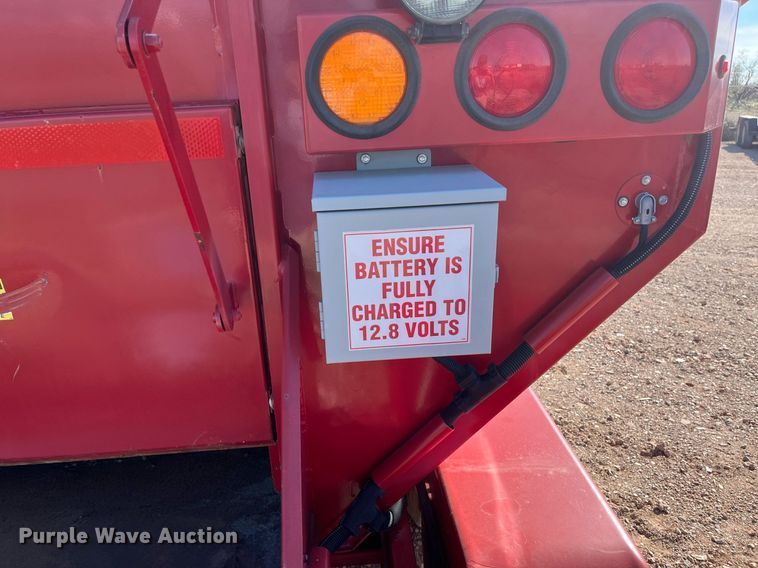 ENSURE
BATTERY IS
FULLY
CHARGED TO
12.8 VOLTS
Purple Wave Auction